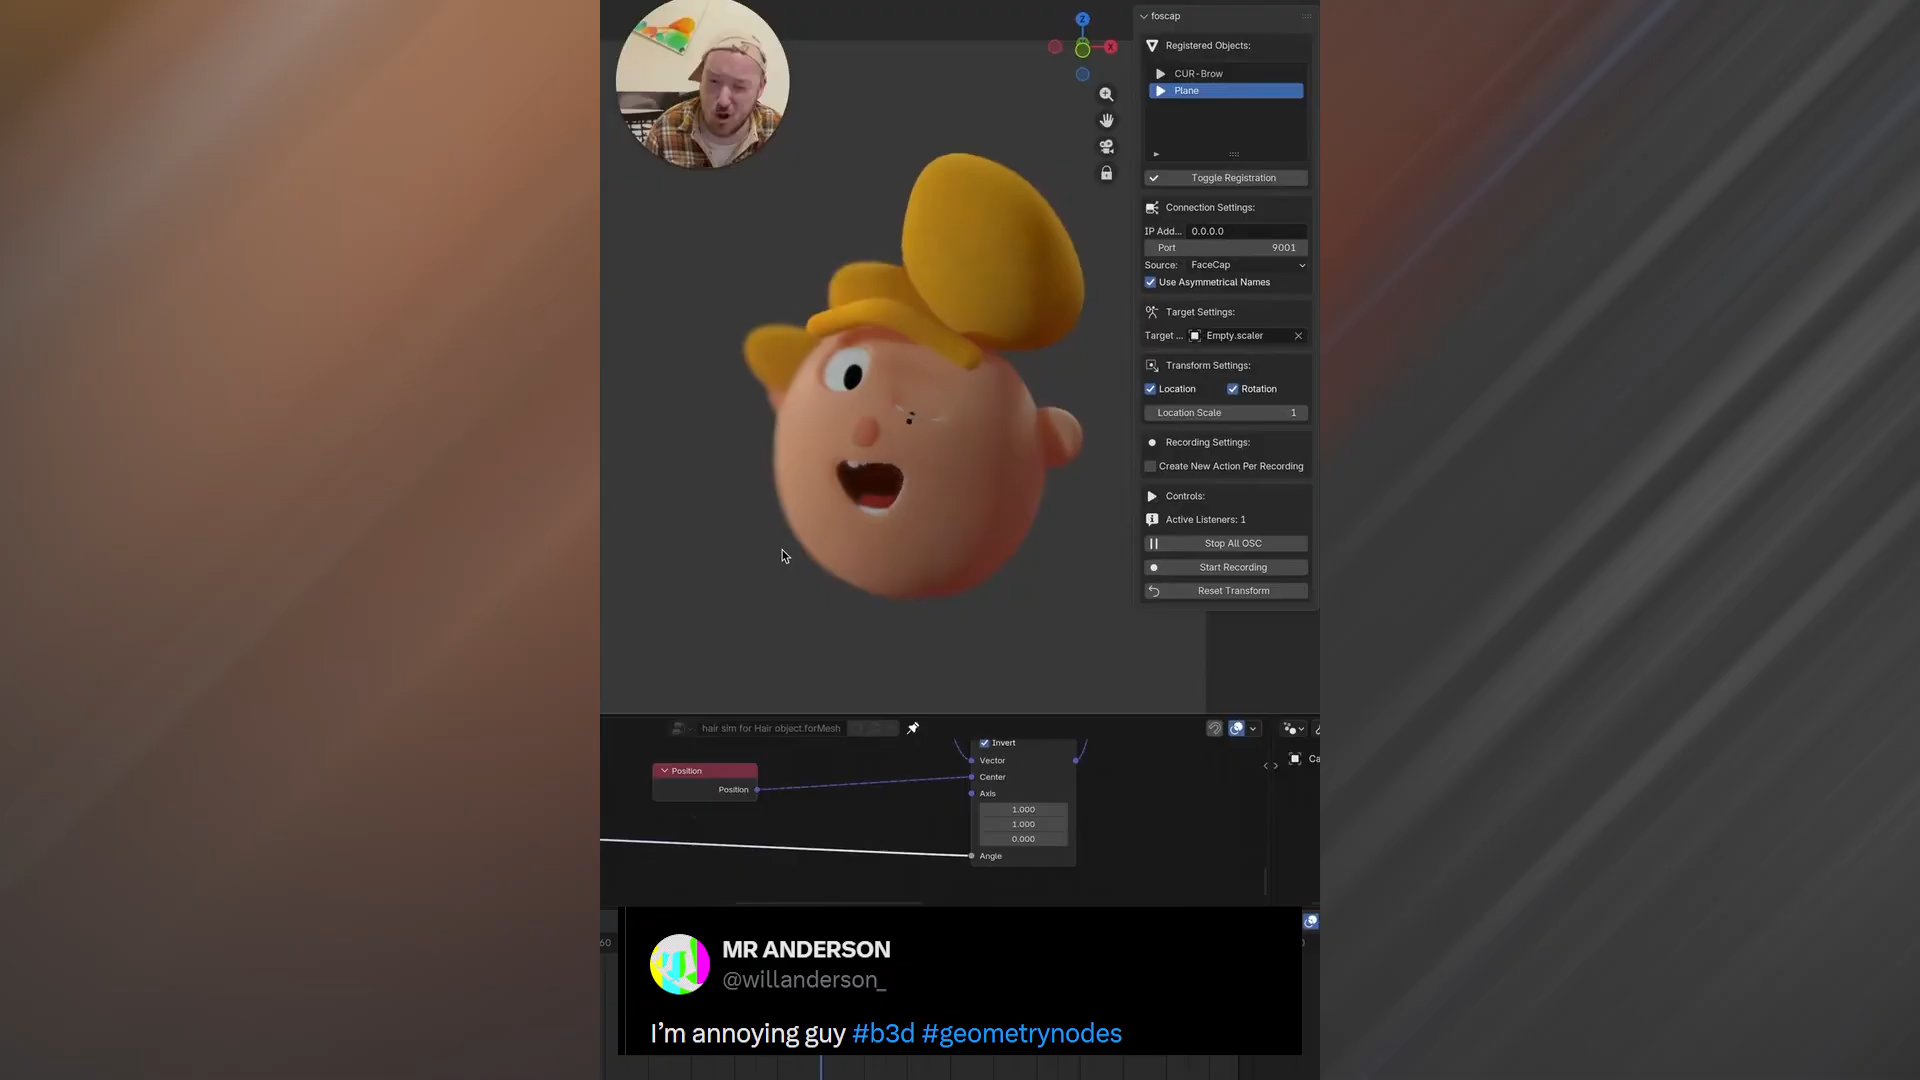 foscap
Registered Objects:
CUR-Brow
Plane
Toggle Registration
Connection Settings:
IP Add... 0.0.0.0
Port 9001
Source: FaceCap
Use Asymmetrical Names
Target Settings:
Target ... Empty.scaler
Transform Settings:
Location Rotation
Location Scale 1
Recording Settings:
Create New Action Per Recording
Controls:
Active Listeners: 1
Stop All OSC
Start Recording
Reset Transform
Z
X
hair sim for Hair object.forMesh
Invert
Vector
Position
Center
Position
Axis
1.000
1.000
0.000
Angle
Ca
60
MR ANDERSON
@willanderson_
I’m annoying guy #b3d #geometrynodes